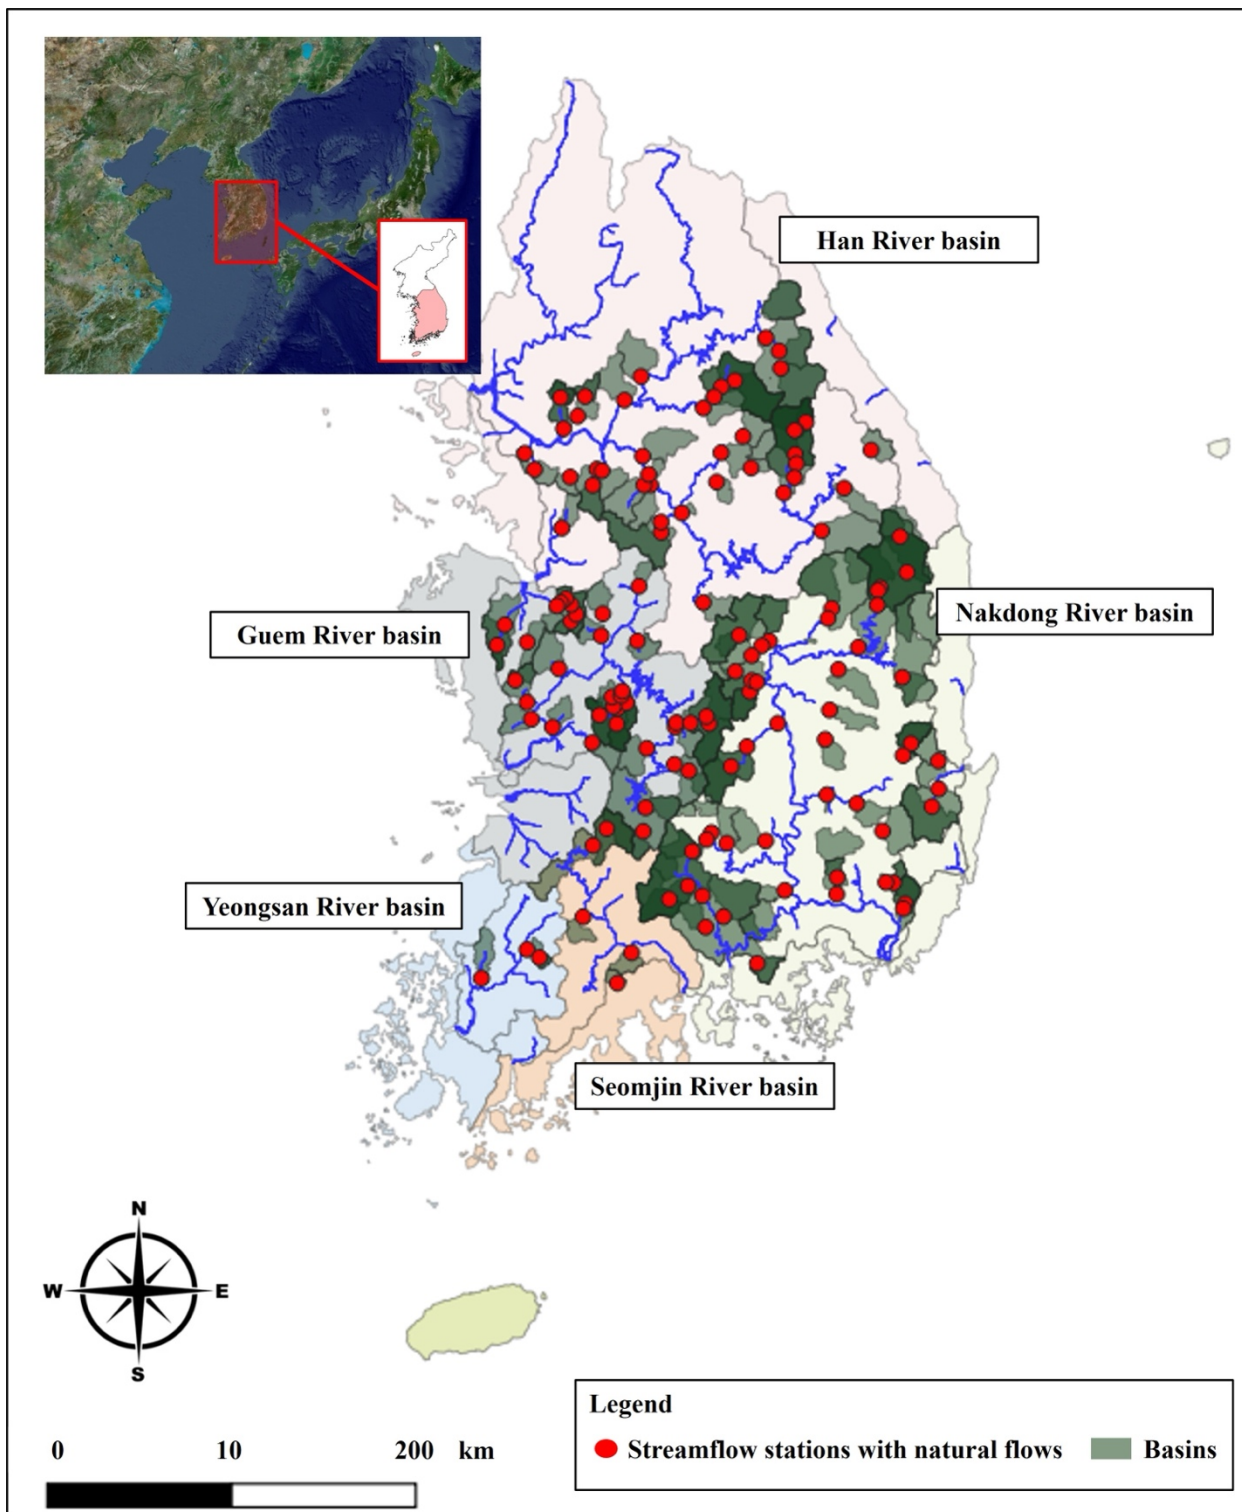 Han River basin
Guem River basin
Nakdong River basin
Yeongsan River basin
Seomjin River basin
N
W
E
S
0 10 200 km
Legend
Streamflow stations with natural flows
Basins